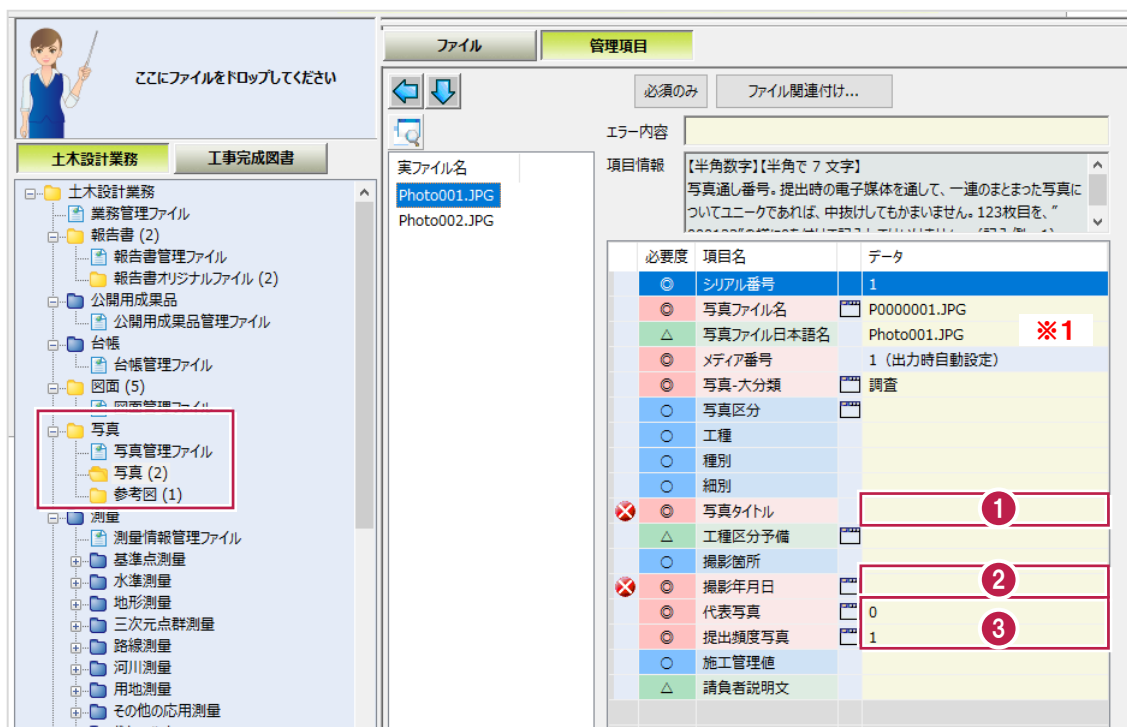 ここにファイルをドロップしてください
土木設計業務
工事完成図書
土木設計業務
業務管理ファイル
報告書 (2)
報告書管理ファイル
報告書オリジナルファイル (2)
公開用成果品
公開用成果品管理ファイル
台帳
台帳管理ファイル
図面 (5)
図面管理ファイル
写真
写真管理ファイル
写真 (2)
参考図 (1)
測量
測量情報管理ファイル
基準点測量
水準測量
地形測量
三次元点群測量
路線測量
河川測量
用地測量
その他の応用測量
ファイル
管理項目
必須のみ
ファイル関連付け...
エラー内容
実ファイル名
Photo001.JPG
Photo002.JPG
項目情報
【半角数字】【半角で 7 文字】
写真通し番号。提出時の電子媒体を通して、一連のまとまった写真に
ついてユニークであれば、中抜けしてもかまいません。123枚目を、"
必要度 項目名 データ
◎ シリアル番号 1
◎ 写真ファイル名 P0000001.JPG
△ 写真ファイル日本語名 Photo001.JPG ※1
◎ メディア番号 1（出力時自動設定）
◎ 写真-大分類 調査
○ 写真区分
○ 工種
○ 種別
○ 細別
◎ 写真タイトル 1
△ 工種区分予備
○ 撮影箇所
◎ 撮影年月日 2
◎ 代表写真 0
3
◎ 提出頻度写真 1
○ 施工管理値
△ 請負者説明文